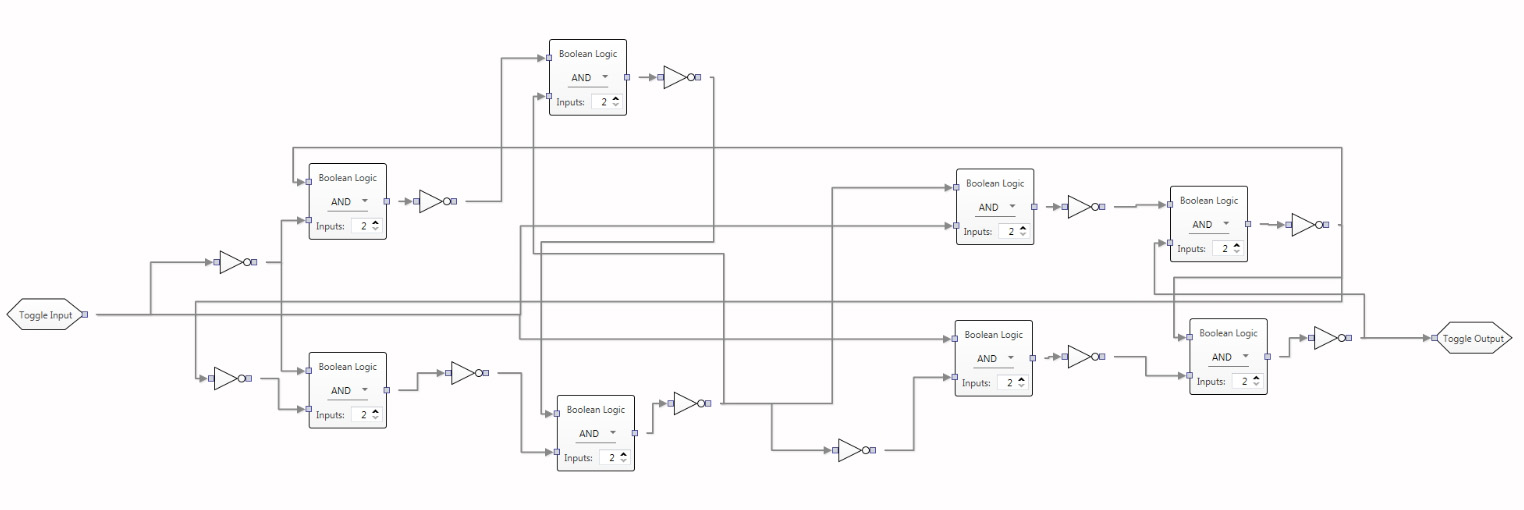 Boolean Logic
AND
Inputs: 2
Boolean Logic
AND
Inputs: 2
Boolean Logic
AND
Inputs: 2
Boolean Logic
AND
Inputs: 2
Toggle Input
Boolean Logic
AND
Inputs: 2
Boolean Logic
AND
Inputs: 2
Toggle Output
Boolean Logic
AND
Inputs: 2
Boolean Logic
AND
Inputs: 2